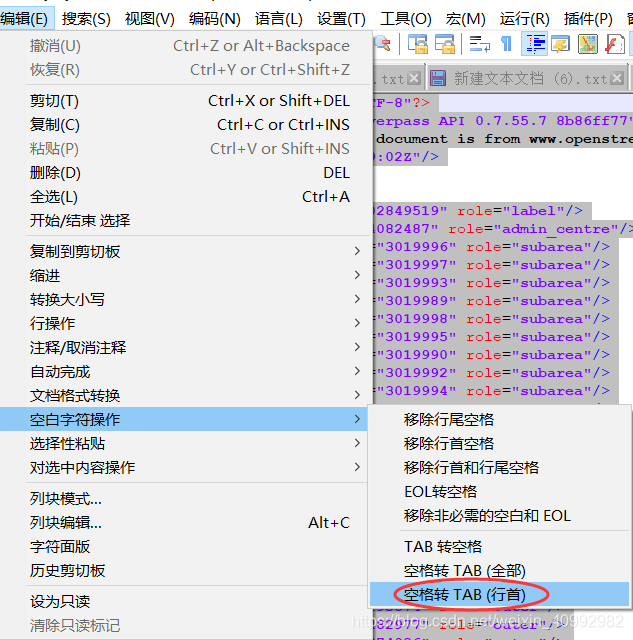 编辑(E) 搜索(S) 视图(V) 编码(N) 语言(L) 设置(T) 工具(O) 宏(M) 运行(R) 插件(P)
撤消(U) Ctrl+Z or Alt+Backspace
恢复(R) Ctrl+Y or Ctrl+Shift+Z
剪切(T) Ctrl+X or Shift+DEL
复制(C) Ctrl+C or Ctrl+INS
粘贴(P) Ctrl+V or Shift+INS
删除(D) DEL
全选(L) Ctrl+A
开始/结束 选择
复制到剪切板
缩进
转换大小写
行操作
注释/取消注释
自动完成
文档格式转换
空白字符操作
选择性粘贴
对选中内容操作
列块模式...
列块编辑... Alt+C
字符面版
历史剪切板
设为只读
清除只读标记
.txt 新建文本文档 (6).txt
TF-8"?>
verpass API 0.7.55.7 8b86ff77"
document is from www.openstre
:02Z"/>
02849519" role="label"/>
4082487" role="admin_centre"/>
="3019996" role="subarea"/>
="3019997" role="subarea"/>
="3019993" role="subarea"/>
="3019989" role="subarea"/>
="3019998" role="subarea"/>
="3019995" role="subarea"/>
="3019990" role="subarea"/>
="3019992" role="subarea"/>
="3019994" role="subarea"/>
移除行尾空格
移除行首空格
移除行首和行尾空格
EOL转空格
移除非必需的空白和 EOL
TAB 转空格
空格转 TAB (全部)
空格转 TAB (行首)
82977" role="outer"/>
https://blog.csdn.net/weixin_40992982